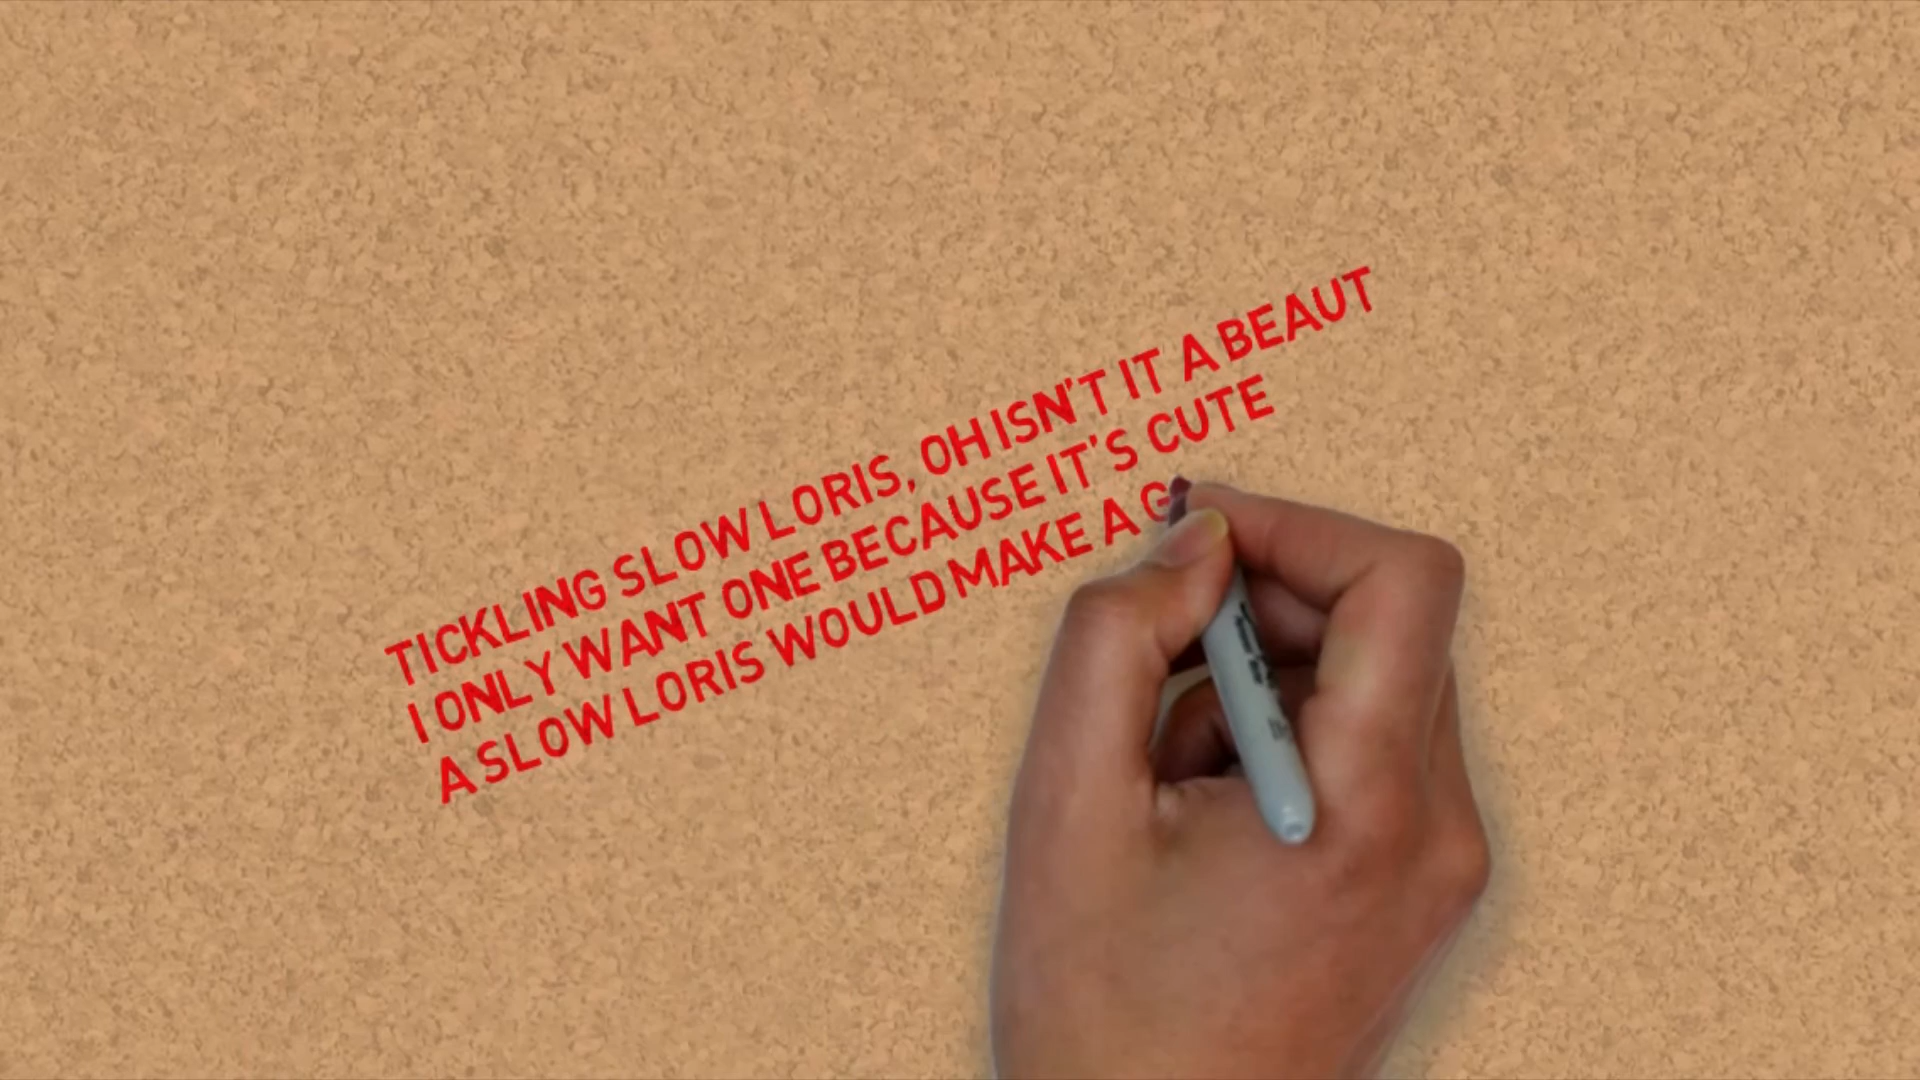 TICKLING SLOW LORIS, OH ISN'T IT A BEAUT
I ONLY WANT ONE BECAUSE IT'S CUTE
A SLOW LORIS WOULD MAKE A G